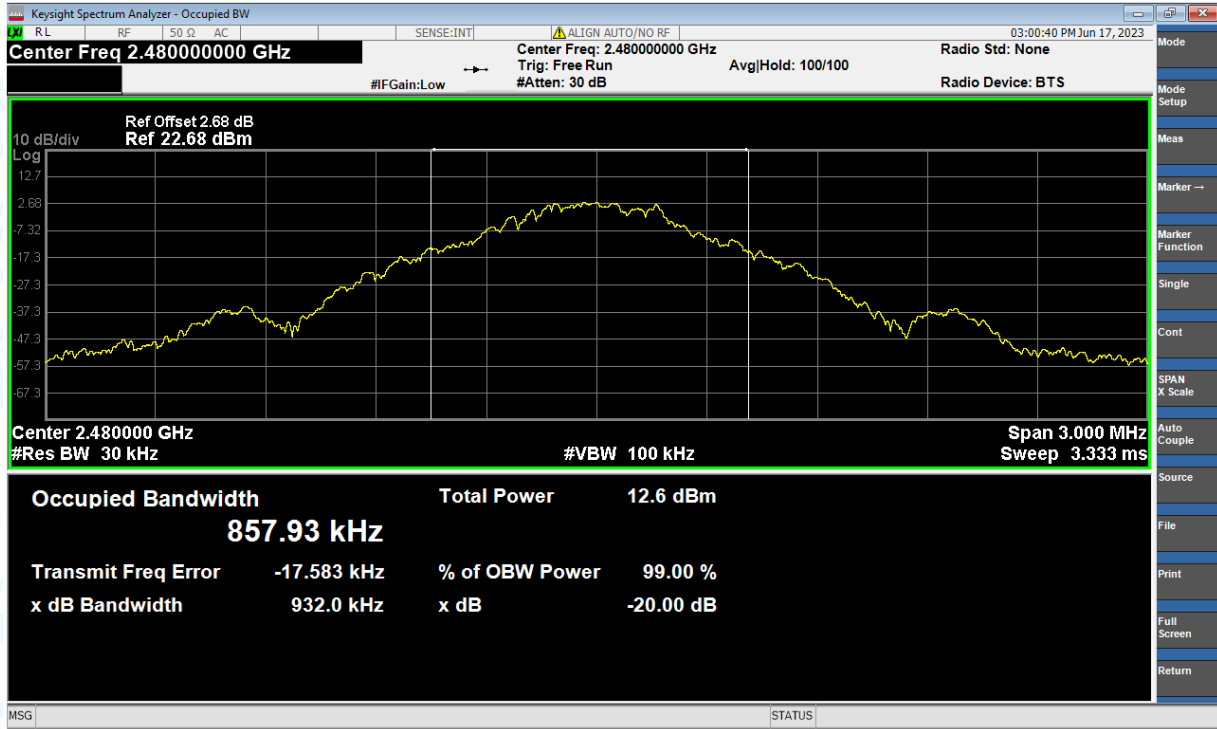 Keysight Spectrum Analyzer - Occupied BW
LXI RL RF 50 Ω AC SENSE:INT ALIGN AUTO/NO RF 03:00:40 PM Jun 17, 2023
Center Freq 2.480000000 GHz
Center Freq: 2.480000000 GHz
Radio Std: None
Trig: Free Run
Avg|Hold: 100/100
#IFGain:Low
#Atten: 30 dB
Radio Device: BTS
Ref Offset 2.68 dB
10 dB/div Ref 22.68 dBm
Log
12.7
2.68
-7.32
-17.3
-27.3
-37.3
-47.3
-57.3
-67.3
Center 2.480000 GHz Span 3.000 MHz
#Res BW 30 kHz #VBW 100 kHz Sweep 3.333 ms
Occupied Bandwidth Total Power 12.6 dBm
857.93 kHz
Transmit Freq Error -17.583 kHz % of OBW Power 99.00 %
x dB Bandwidth 932.0 kHz x dB -20.00 dB
MSG STATUS
Mode
Mode
Setup
Meas
Marker→
Marker
Function
Single
Cont
SPAN
X Scale
Auto
Couple
Source
File
Print
Full
Screen
Return